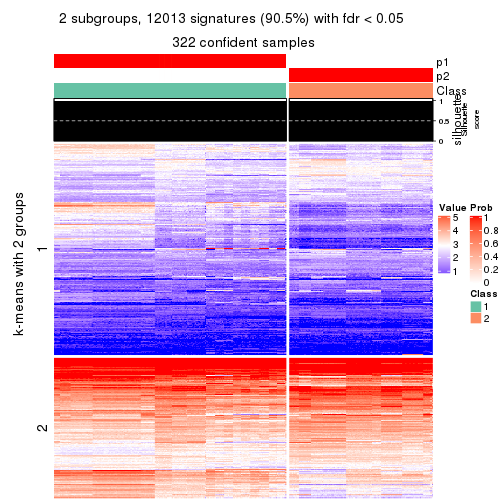 2 subgroups, 12013 signatures (90.5%) with fdr < 0.05
322 confident samples
p1
p2
Class
1
0.5
0
silhouette
Silhouette
score
k-means with 2 groups
1
2
Value
5
4
3
2
1
Prob
1
0.8
0.6
0.4
0.2
0
Class
1
2